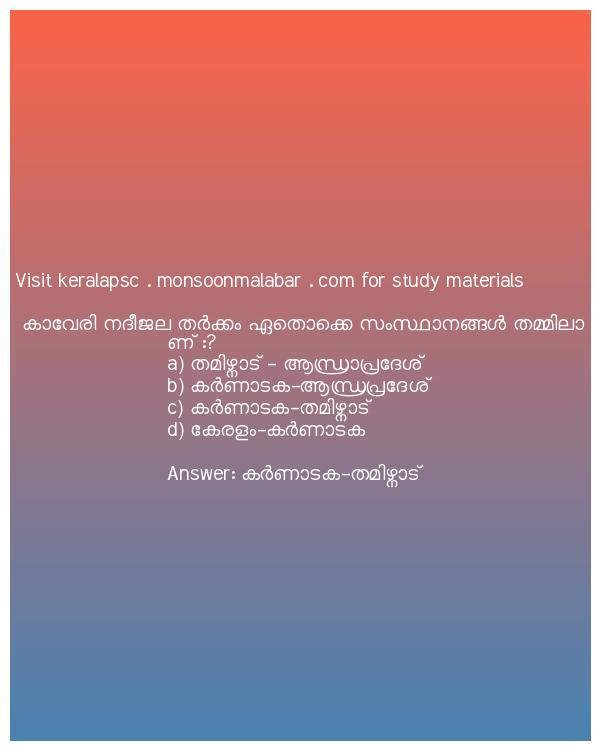 Visit keralapsc . monsoonmalabar . com for study materials
കാവേരി നദീജല തർക്കം ഏതൊക്കെ സംസ്ഥാനങ്ങൾ തമ്മിലാ
ണ് :?
a) തമിഴ്നാട് - ആന്ധ്രാപ്രദേശ്
b) കർണാടക-ആന്ധ്രപ്രദേശ്
c) കർണാടക-തമിഴ്നാട്
d) കേരളം-കർണാടക
Answer: കർണാടക-തമിഴ്നാട്